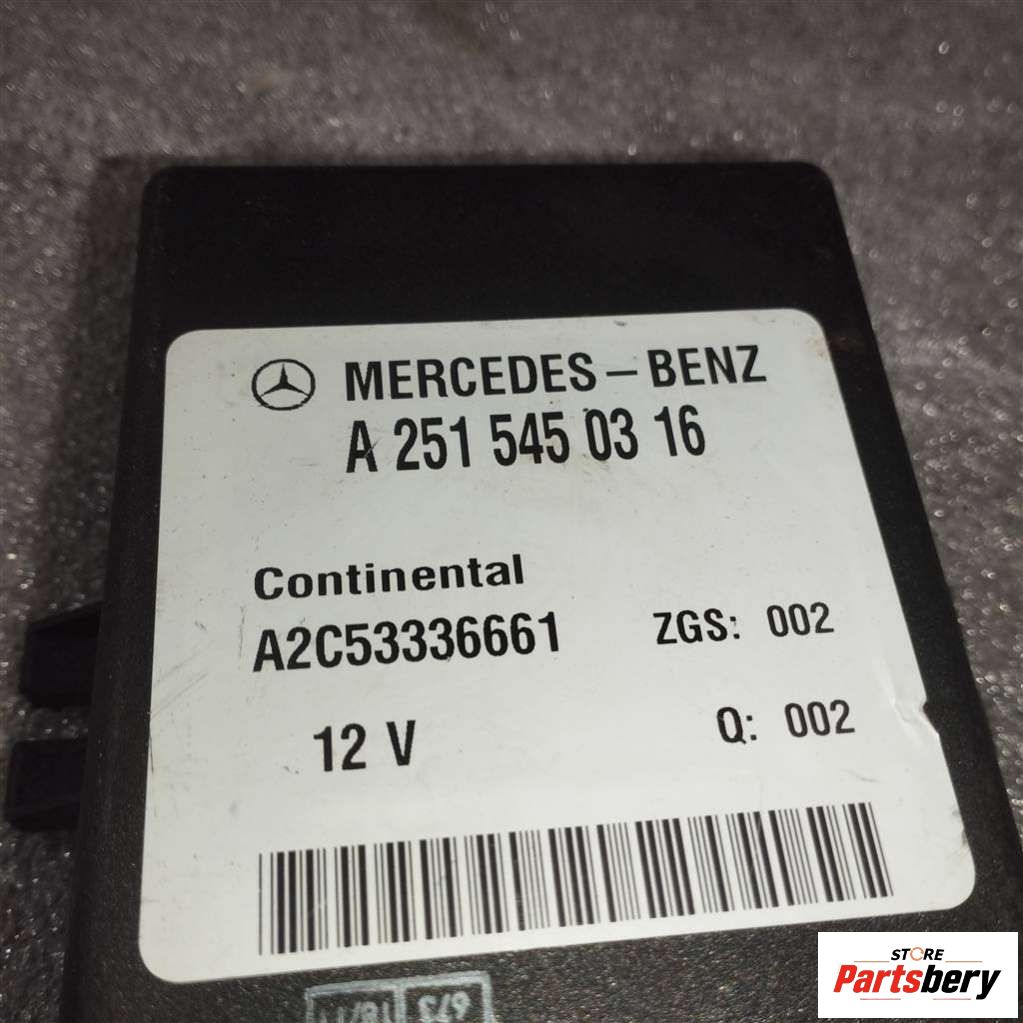 MERCEDES-BENZ
A 251 545 03 16
Continental
A2C53336661
ZGS: 002
12 V
Q: 002
STORE
Partsbery